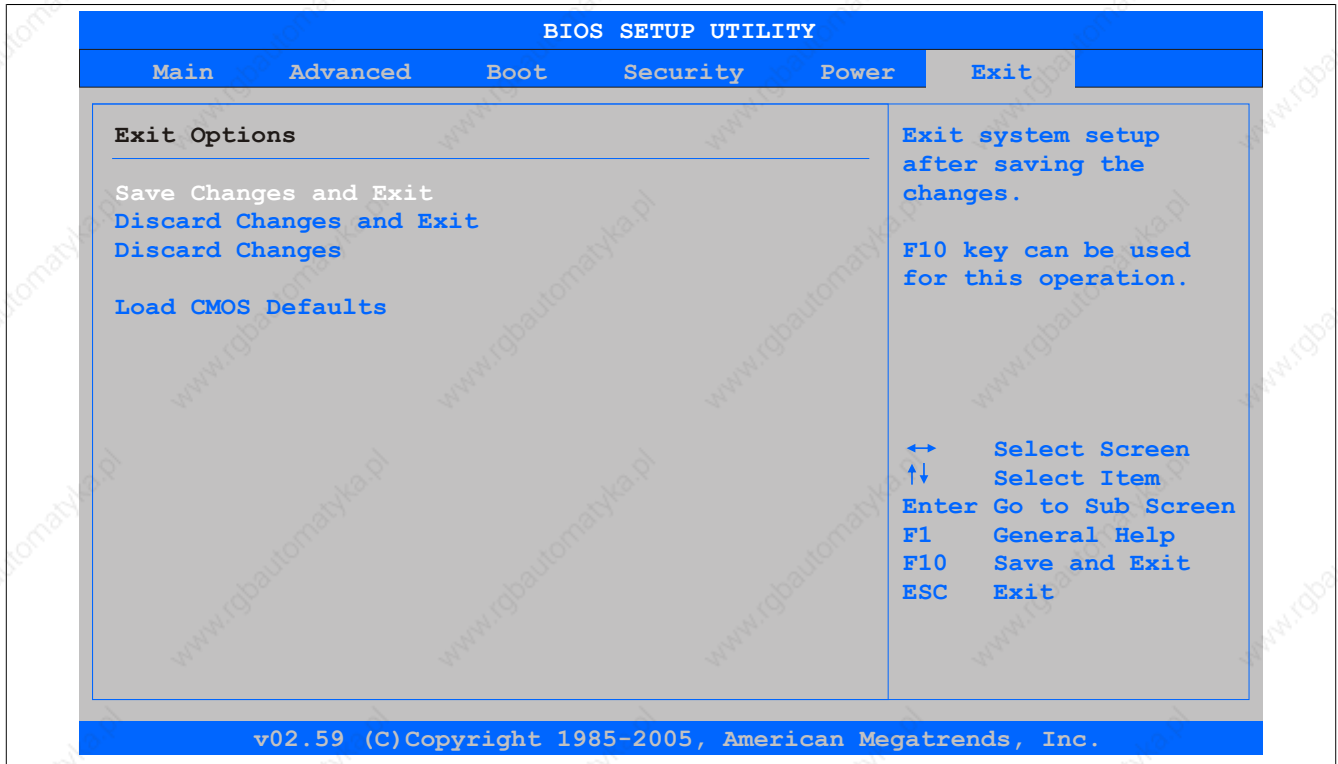 BIOS SETUP UTILITY
Main Advanced Boot Security Power Exit
Exit Options
Save Changes and Exit
Discard Changes and Exit
Discard Changes
Load CMOS Defaults
Exit system setup
after saving the
changes.
F10 key can be used
for this operation.
↔ Select Screen
↑↓ Select Item
Enter Go to Sub Screen
F1 General Help
F10 Save and Exit
ESC Exit
v02.59 (C)Copyright 1985-2005, American Megatrends, Inc.
www.rgbautomatyka.pl